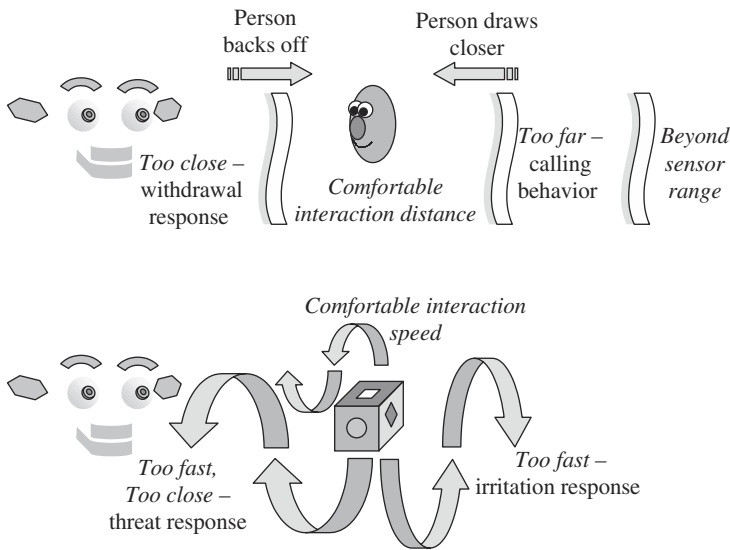 Person
backs off
Person draws
closer
Too close –
withdrawal
response
Comfortable
interaction distance
Too far –
calling
behavior
Beyond
sensor
range
Comfortable interaction
speed
Too fast,
Too close –
threat response
Too fast –
irritation response